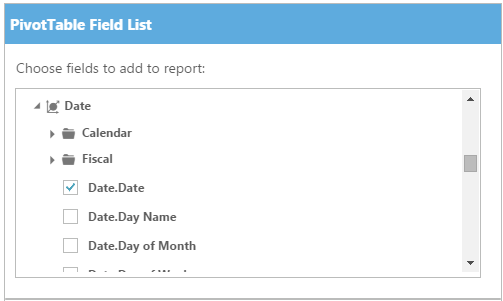 PivotTable Field List
Choose fields to add to report:
Date
Calendar
Fiscal
Date.Date
Date.Day Name
Date.Day of Month